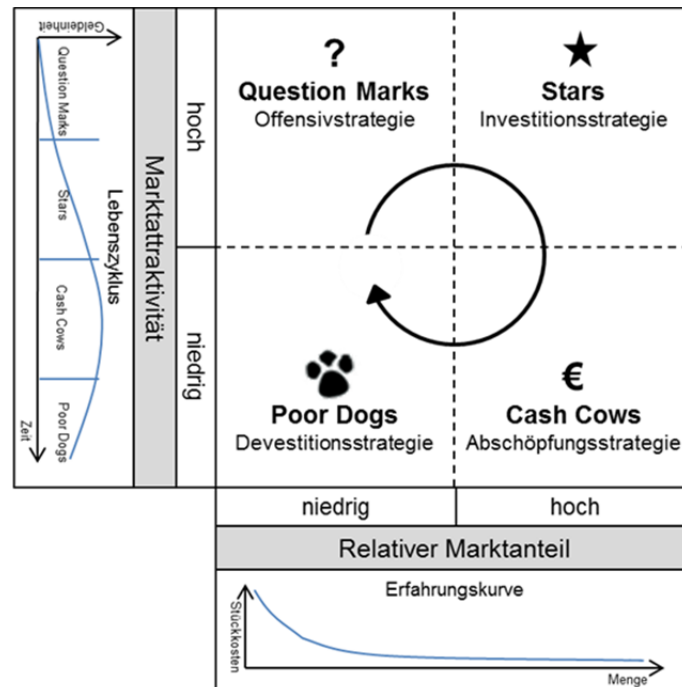 Geldeinheit
Question Marks
Stars
Cash Cows
Poor Dogs
Zeit
Lebenszyklus
Marktattraktivität
hoch
niedrig
?
Question Marks
Offensivstrategie
Stars
Investitionsstrategie
Poor Dogs
Devestitionsstrategie
€
Cash Cows
Abschöpfungsstrategie
niedrig
hoch
Relativer Marktanteil
Erfahrungskurve
Stückkosten
Menge